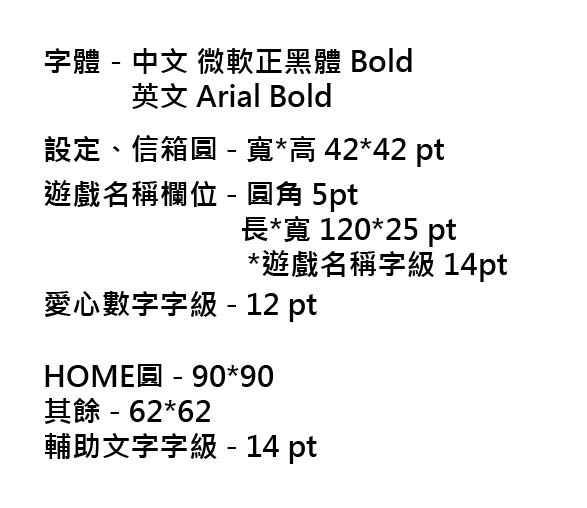 字體 - 中文 微軟正黑體 Bold
英文 Arial Bold
設定、信箱圓 - 寬*高 42*42 pt
遊戲名稱欄位 - 圓角 5pt
長*寬 120*25 pt
*遊戲名稱字級 14pt
愛心數字字級 - 12 pt
HOME圓 - 90*90
其餘 - 62*62
輔助文字字級 - 14 pt